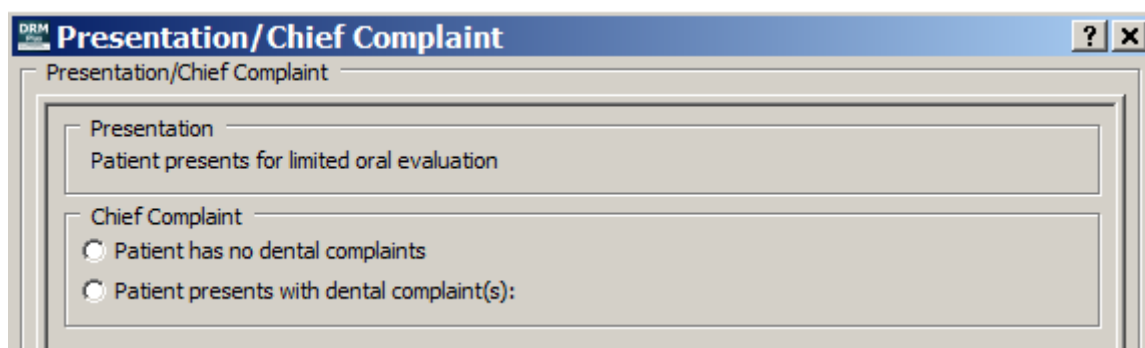 DRM Plus Presentation/Chief Complaint ? ×
Presentation/Chief Complaint
Presentation
Patient presents for limited oral evaluation
Chief Complaint
Patient has no dental complaints
Patient presents with dental complaint(s):